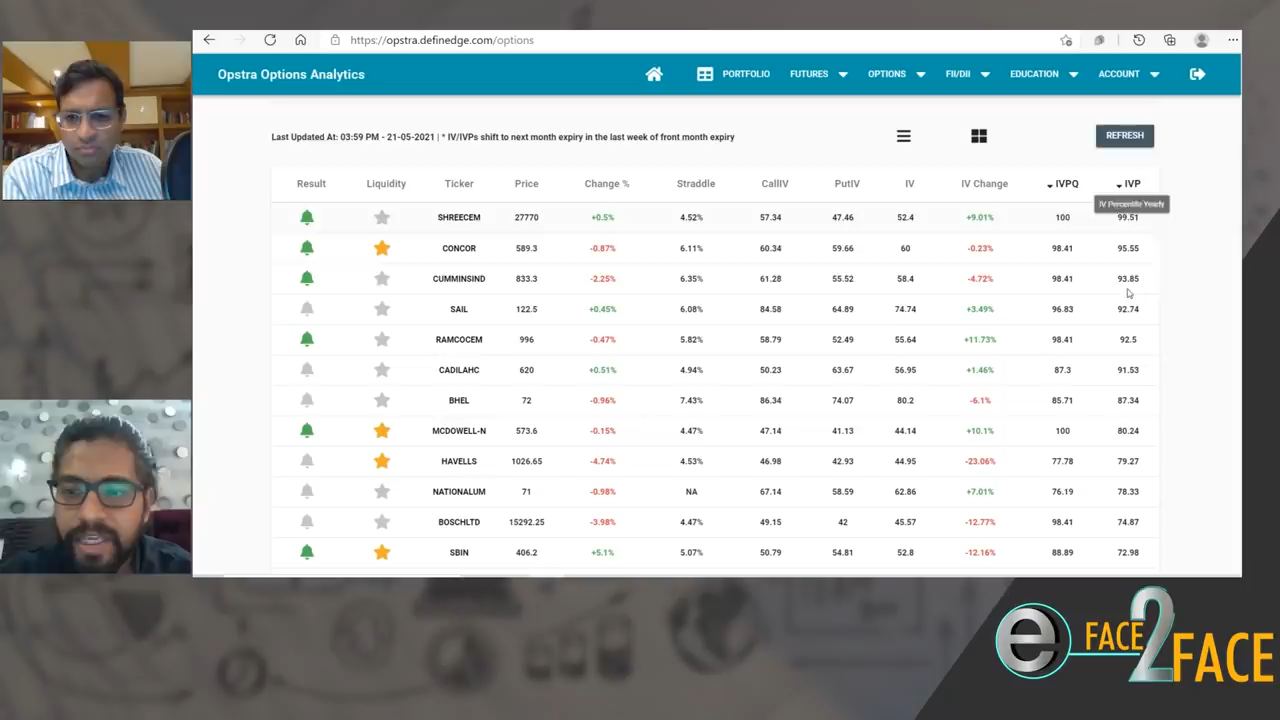 https://opstra.definedge.com/options
Opstra Options Analytics
PORTFOLIO FUTURES OPTIONS FII/DII EDUCATION ACCOUNT
Last Updated At: 03:59 PM - 21-05-2021 | * IV/IVPs shift to next month expiry in the last week of front month expiry
REFRESH
Result Liquidity Ticker Price Change % Straddle CallIV PutIV IV IV Change IVPQ IVP
IV Percentile Yearly
SHREECEM 27770 +0.5% 4.52% 57.34 47.46 52.4 +9.01% 100 99.51
CONCOR 589.3 -0.87% 6.11% 60.34 59.66 60 -0.23% 98.41 95.55
CUMMINSIND 833.3 -2.25% 6.35% 61.28 55.52 58.4 -4.72% 98.41 93.85
SAIL 122.5 +0.45% 6.08% 84.58 64.89 74.74 +3.49% 96.83 92.74
RAMCOCEM 996 -0.47% 5.82% 58.79 52.49 55.64 +11.73% 98.41 92.5
CADILAHC 620 +0.51% 4.94% 50.23 63.67 56.95 +1.46% 87.3 91.53
BHEL 72 -0.96% 7.43% 86.34 74.07 80.2 -6.1% 85.71 87.34
MCDOWELL-N 573.6 -0.15% 4.47% 47.14 41.13 44.14 +10.1% 100 80.24
HAVELLS 1026.65 -4.74% 4.53% 46.98 42.93 44.95 -23.06% 77.78 79.27
NATIONALUM 71 -0.98% NA 67.14 58.59 62.86 +7.01% 76.19 78.33
BOSCHLTD 15292.25 -3.98% 4.47% 49.15 42 45.57 -12.77% 98.41 74.87
SBIN 406.2 +5.1% 5.07% 50.79 54.81 52.8 -12.16% 88.89 72.98
e FACE 2 FACE